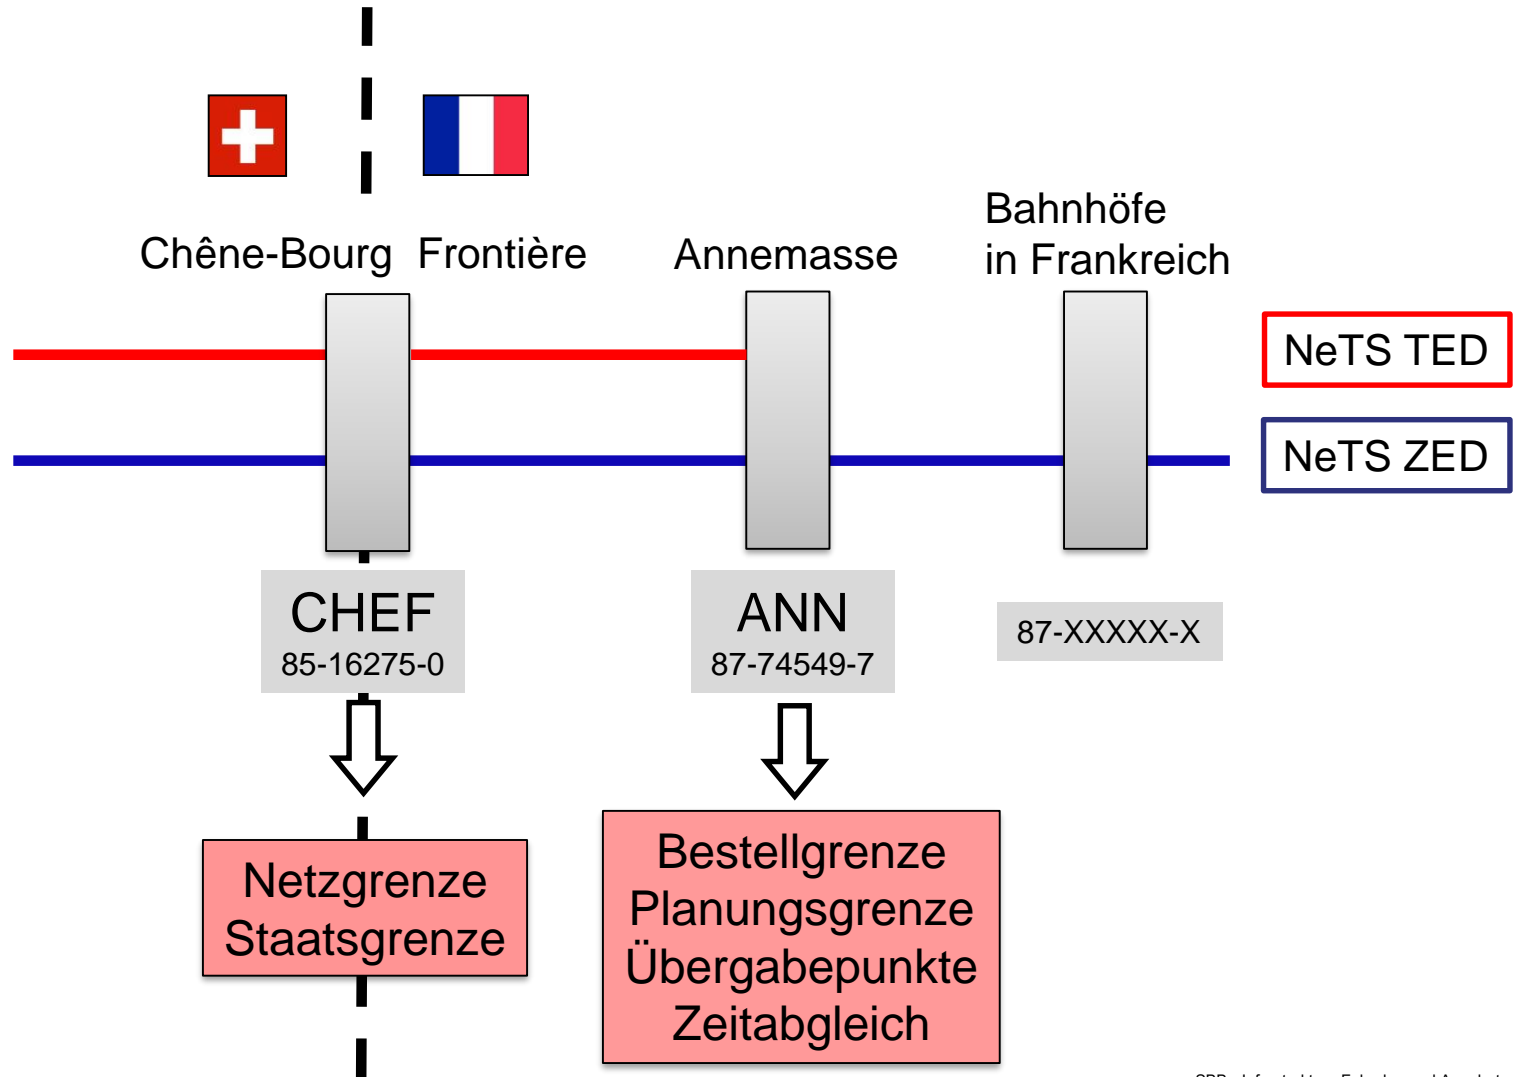 Chêne-Bourg Frontière
Annemasse
Bahnhöfe
in Frankreich
NeTS TED
NeTS ZED
CHEF
85-16275-0
ANN
87-74549-7
87-XXXXX-X
Netzgrenze
Staatsgrenze
Bestellgrenze
Planungsgrenze
Übergabepunkte
Zeitabgleich